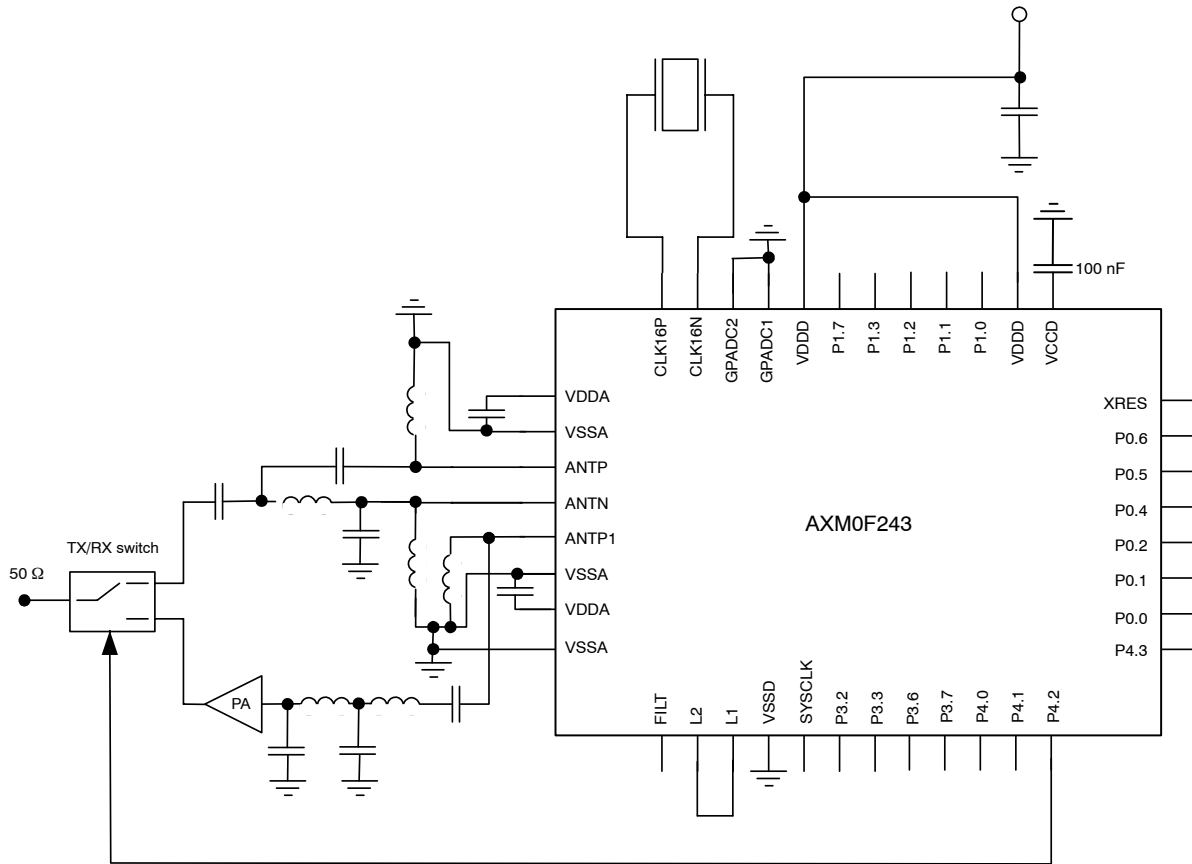 100 nF
CLK16P
CLK16N
GPADC2
GPADC1
VDDD
P1.7
P1.3
P1.2
P1.1
P1.0
VDDD
VCCD
VDDA
VSSA
ANTP
ANTN
ANTP1
VSSA
VDDA
VSSA
AXM0F243
XRES
P0.6
P0.5
P0.4
P0.2
P0.1
P0.0
P4.3
TX/RX switch
50 Ω
PA
FILT
L2
L1
VSSD
SYSCLK
P3.2
P3.3
P3.6
P3.7
P4.0
P4.1
P4.2